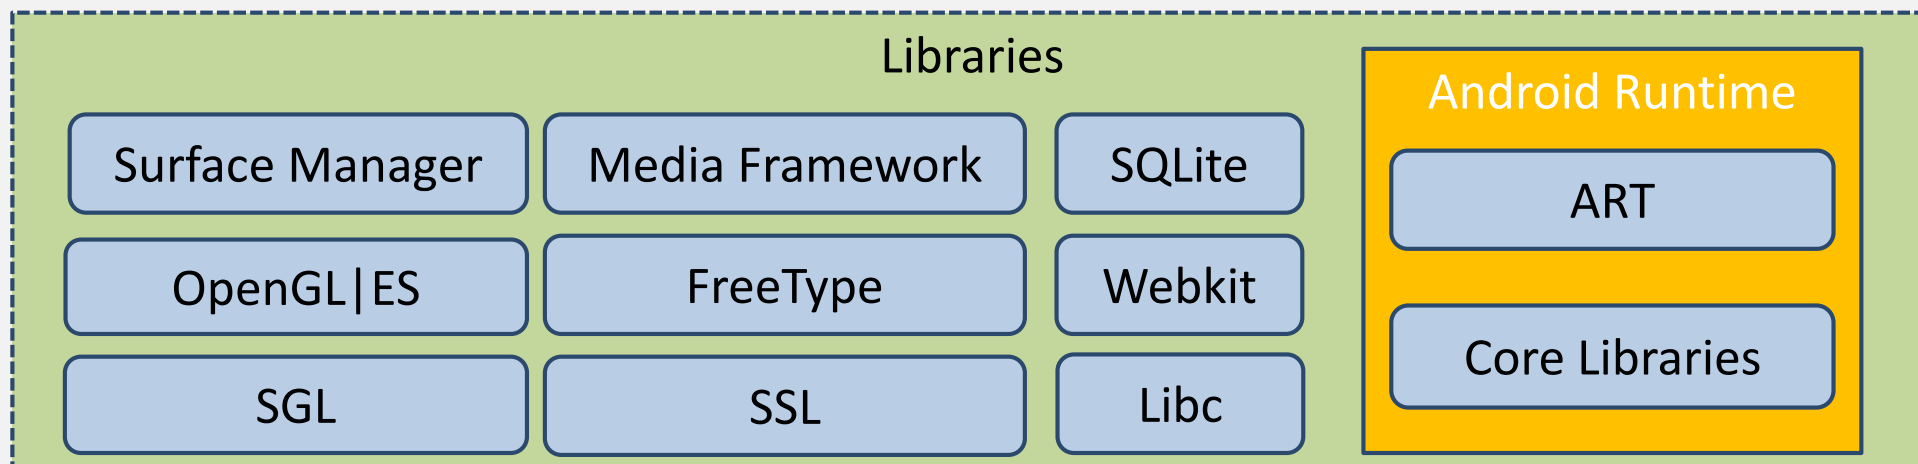 Libraries
Surface Manager
Media Framework
SQLite
OpenGL|ES
FreeType
Webkit
SGL
SSL
Libc
Android Runtime
ART
Core Libraries